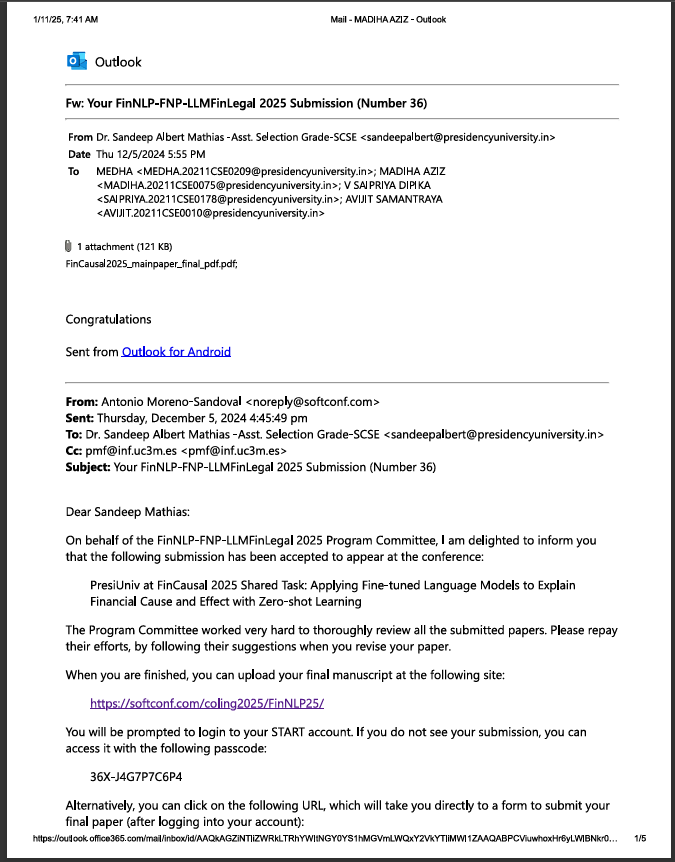 1/11/25, 7:41 AM
Mail - MADIHA AZIZ - Outlook
Outlook
Fw: Your FinNLP-FNP-LLMFinLegal 2025 Submission (Number 36)
From Dr. Sandeep Albert Mathias -Asst. Selection Grade-SCSE <sandeepalbert@presidencyuniversity.in>
Date Thu 12/5/2024 5:55 PM
To MEDHA <MEDHA.20211CSE0209@presidencyuniversity.in>; MADIHA AZIZ
<MADIHA.20211CSE0075@presidencyuniversity.in>; V SAIPRIYA DIPIKA
<SAIPRIYA.20211CSE0178@presidencyuniversity.in>; AVIJIT SAMANTRAYA
<AVIJIT.20211CSE0010@presidencyuniversity.in>
1 attachment (121 KB)
FinCausal2025_mainpaper_final_pdf.pdf;
Congratulations
Sent from Outlook for Android
From: Antonio Moreno-Sandoval <noreply@softconf.com>
Sent: Thursday, December 5, 2024 4:45:49 pm
To: Dr. Sandeep Albert Mathias -Asst. Selection Grade-SCSE <sandeepalbert@presidencyuniversity.in>
Cc: pmf@inf.uc3m.es <pmf@inf.uc3m.es>
Subject: Your FinNLP-FNP-LLMFinLegal 2025 Submission (Number 36)
Dear Sandeep Mathias:
On behalf of the FinNLP-FNP-LLMFinLegal 2025 Program Committee, I am delighted to inform you
that the following submission has been accepted to appear at the conference:
PresiUniv at FinCausal 2025 Shared Task: Applying Fine-tuned Language Models to Explain
Financial Cause and Effect with Zero-shot Learning
The Program Committee worked very hard to thoroughly review all the submitted papers. Please repay
their efforts, by following their suggestions when you revise your paper.
When you are finished, you can upload your final manuscript at the following site:
https://softconf.com/coling2025/FinNLP25/
You will be prompted to login to your START account. If you do not see your submission, you can
access it with the following passcode:
36X-J4G7P7C6P4
Alternatively, you can click on the following URL, which will take you directly to a form to submit your
final paper (after logging into your account):
1/5